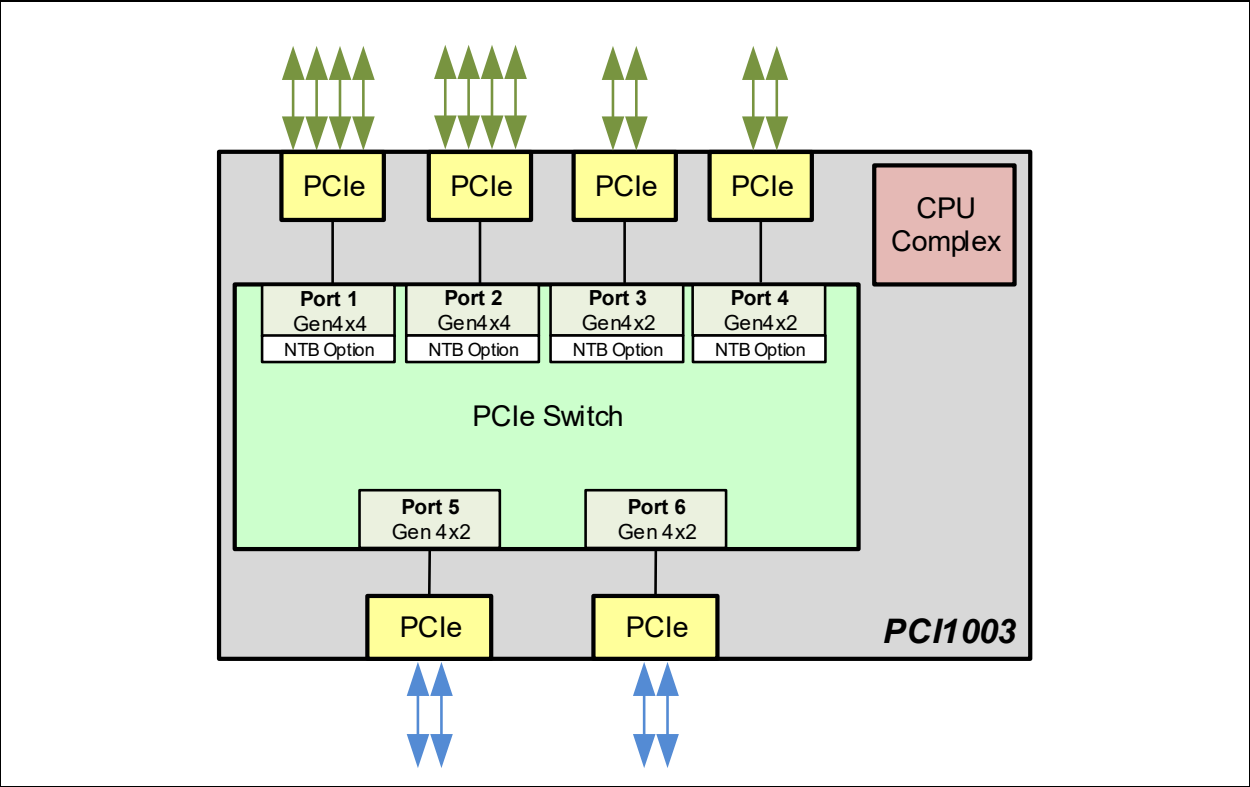 PCIe
PCIe
PCIe
PCIe
CPU
Complex
Port 1
Gen4x4
NTB Option
Port 2
Gen4x4
NTB Option
Port 3
Gen4x2
NTB Option
Port 4
Gen4x2
NTB Option
PCIe Switch
Port 5
Gen 4x2
Port 6
Gen 4x2
PCIe
PCIe
PCI1003